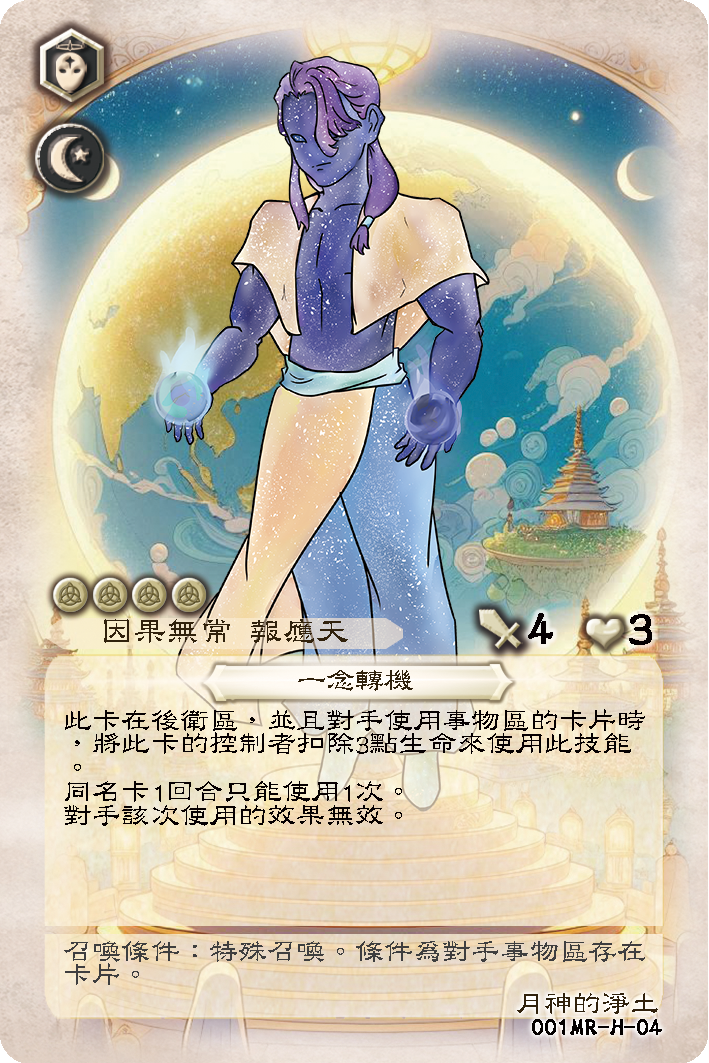 因果無常 報應天
4
3
一念轉機
此卡在後衛區，並且對手使用事物區的卡片時
，將此卡的控制者扣除3點生命來使用此技能
。
同名卡1回合只能使用1次。
對手該次使用的效果無效。
召喚條件：特殊召喚。條件為對手事物區存在
卡片。
月神的淨土
001MR-H-04